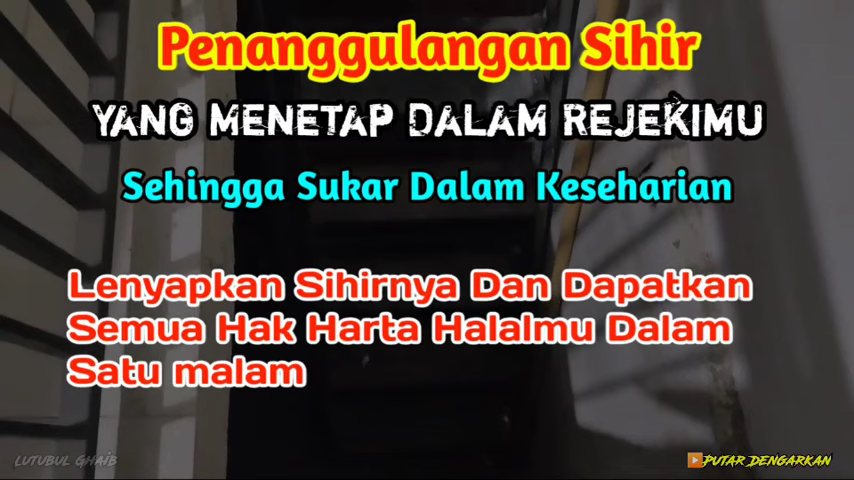 Penanggulangan Sihir
YANG MENETAP DALAM REJEKIMU
Sehingga Sukar Dalam Keseharian
Lenyapkan Sihirnya Dan Dapatkan
Semua Hak Harta Halalmu Dalam
Satu malam
LUTUBUL GHAIB
PUTAR DENGARKAN